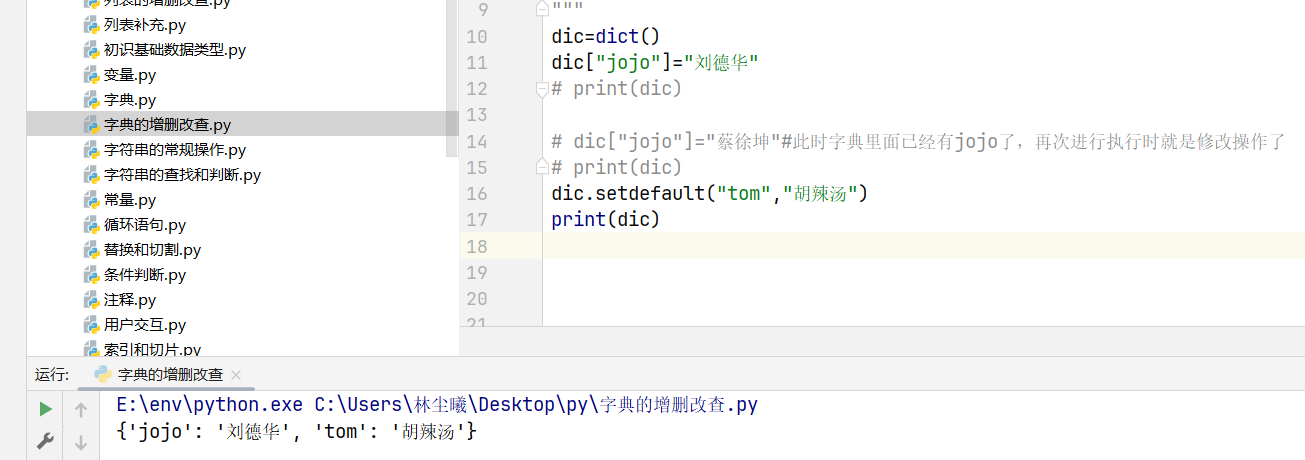 列表的增删改查.py
列表补充.py
初识基础数据类型.py
变量.py
字典.py
字典的增删改查.py
字符串的常规操作.py
字符串的查找和判断.py
常量.py
循环语句.py
替换和切割.py
条件判断.py
注释.py
用户交互.py
索引和切片.py
9 """
10 dic=dict()
11 dic["jojo"]="刘德华"
12 # print(dic)
13
14 # dic["jojo"]="蔡徐坤"#此时字典里面已经有jojo了，再次进行执行时就是修改操作了
15 # print(dic)
16 dic.setdefault("tom","胡辣汤")
17 print(dic)
18
19
20
21
运行: 字典的增删改查
E:\env\python.exe C:\Users\林尘曦\Desktop\py\字典的增删改查.py
{'jojo': '刘德华', 'tom': '胡辣汤'}